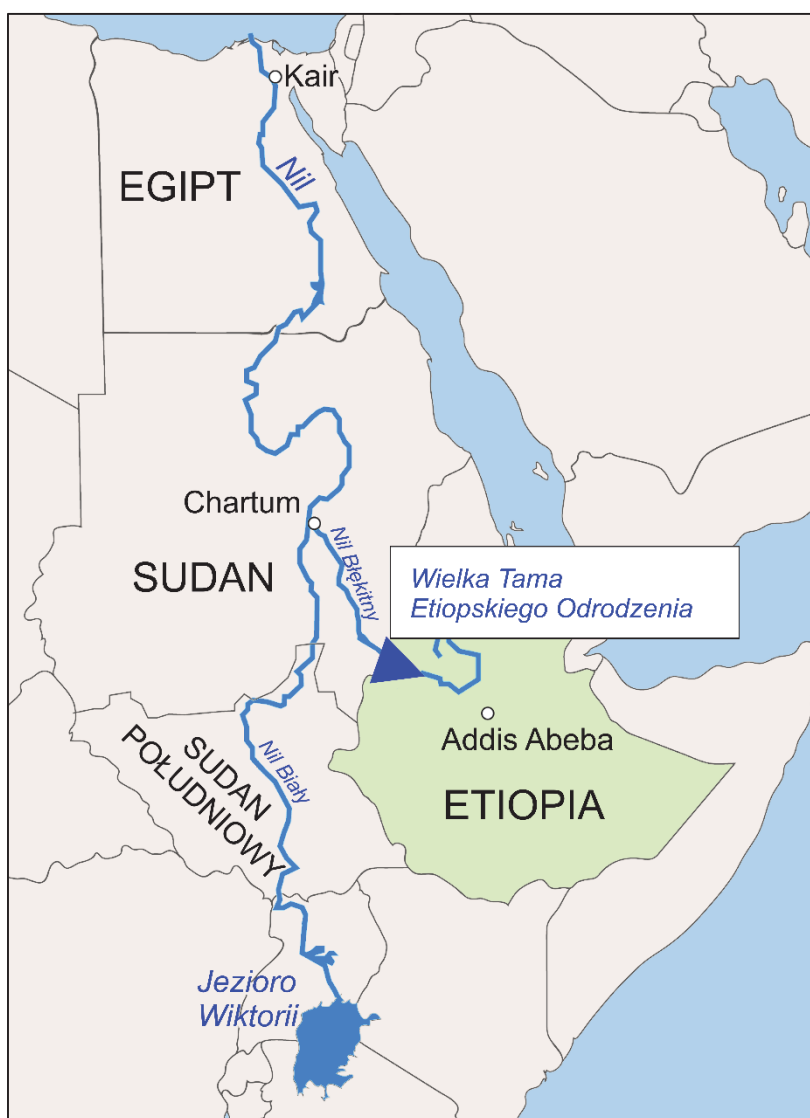 Kair
Nil
EGIPT
Chartum
Nil Błękitny
SUDAN
Wielka Tama
Etiopskiego Odrodzenia
Addis Abeba
ETIOPIA
Nil Biały
SUDAN
POŁUDNIOWY
Jezioro
Wiktorii